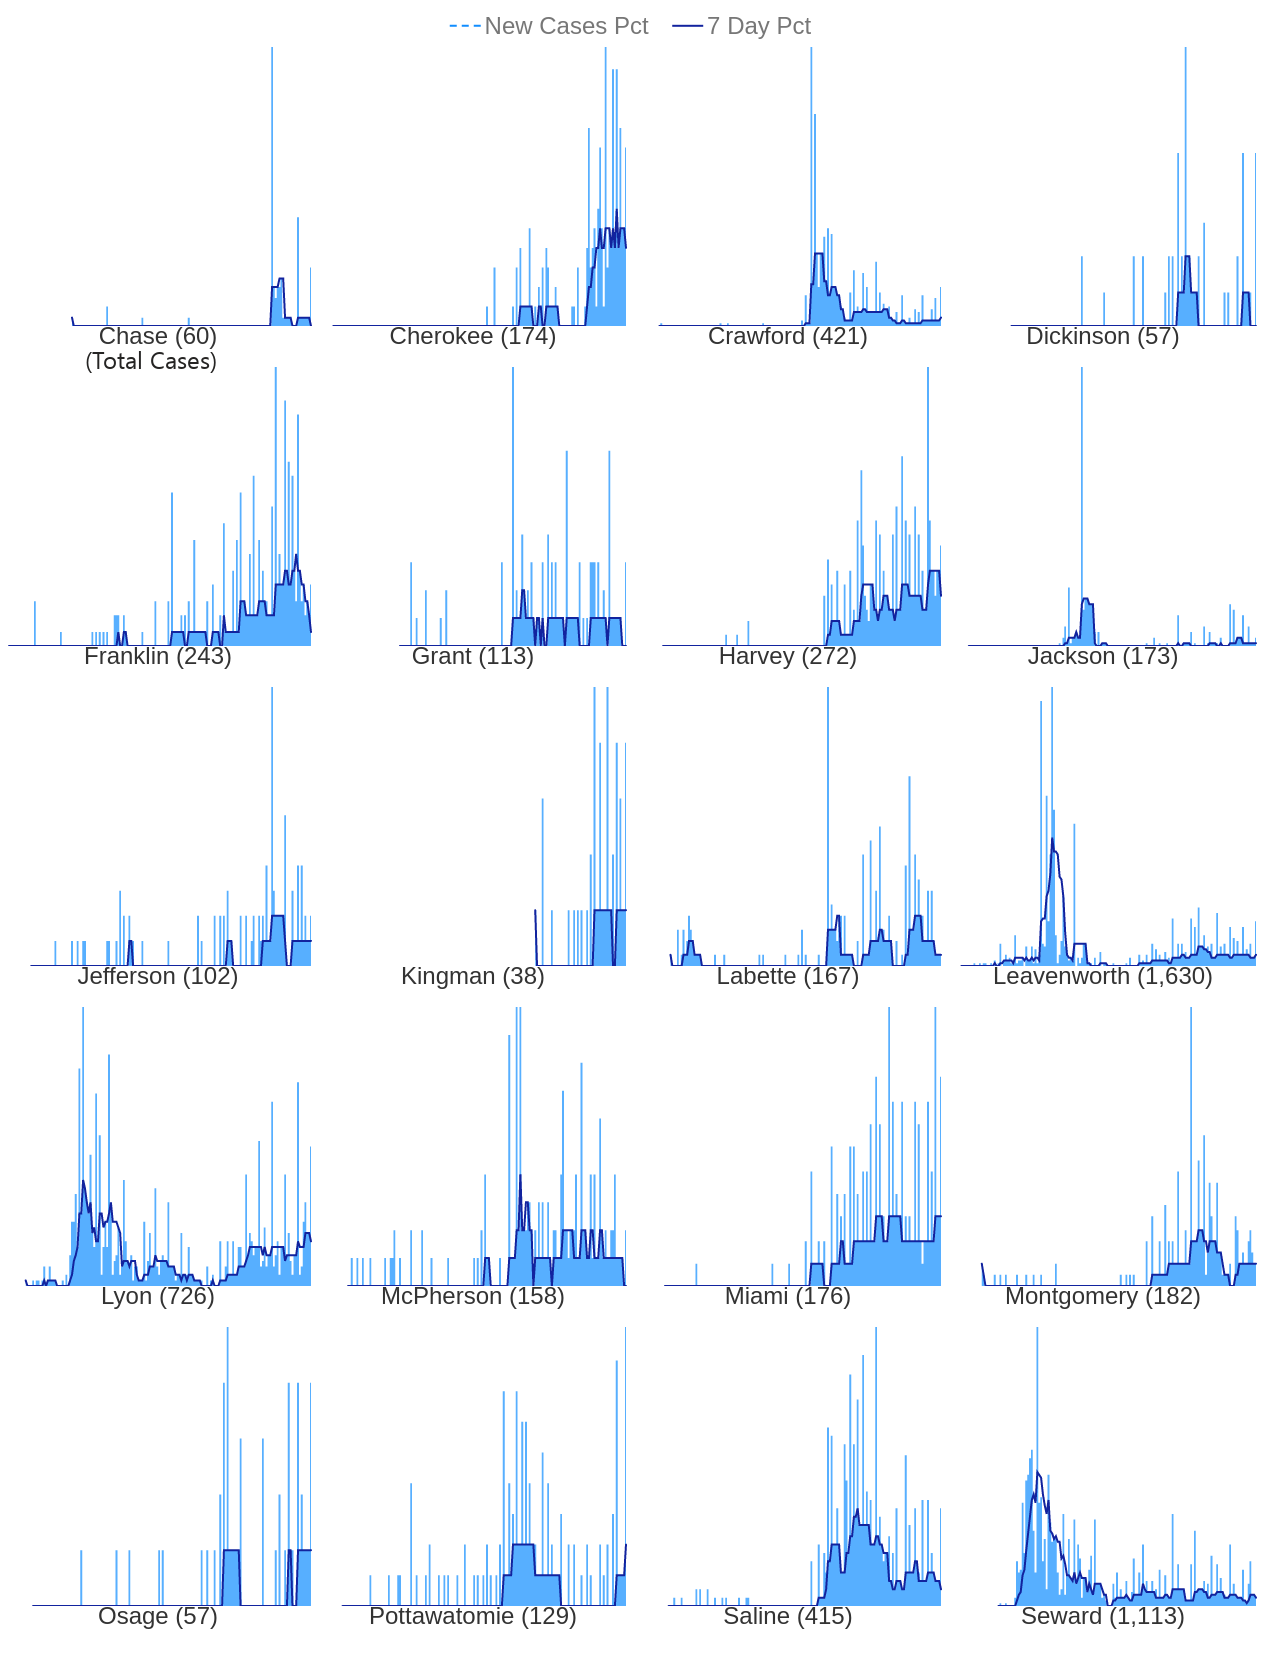 New Cases Pct 7 Day Pct
Chase (60) Cherokee (174) Crawford (421) Dickinson (57)
(Total Cases)
Franklin (243) Grant (113) Harvey (272) Jackson (173)
Jefferson (102) Kingman (38) Labette (167) Leavenworth (1,630)
Lyon (726) McPherson (158) Miami (176) Montgomery (182)
Osage (57) Pottawatomie (129) Saline (415) Seward (1,113)